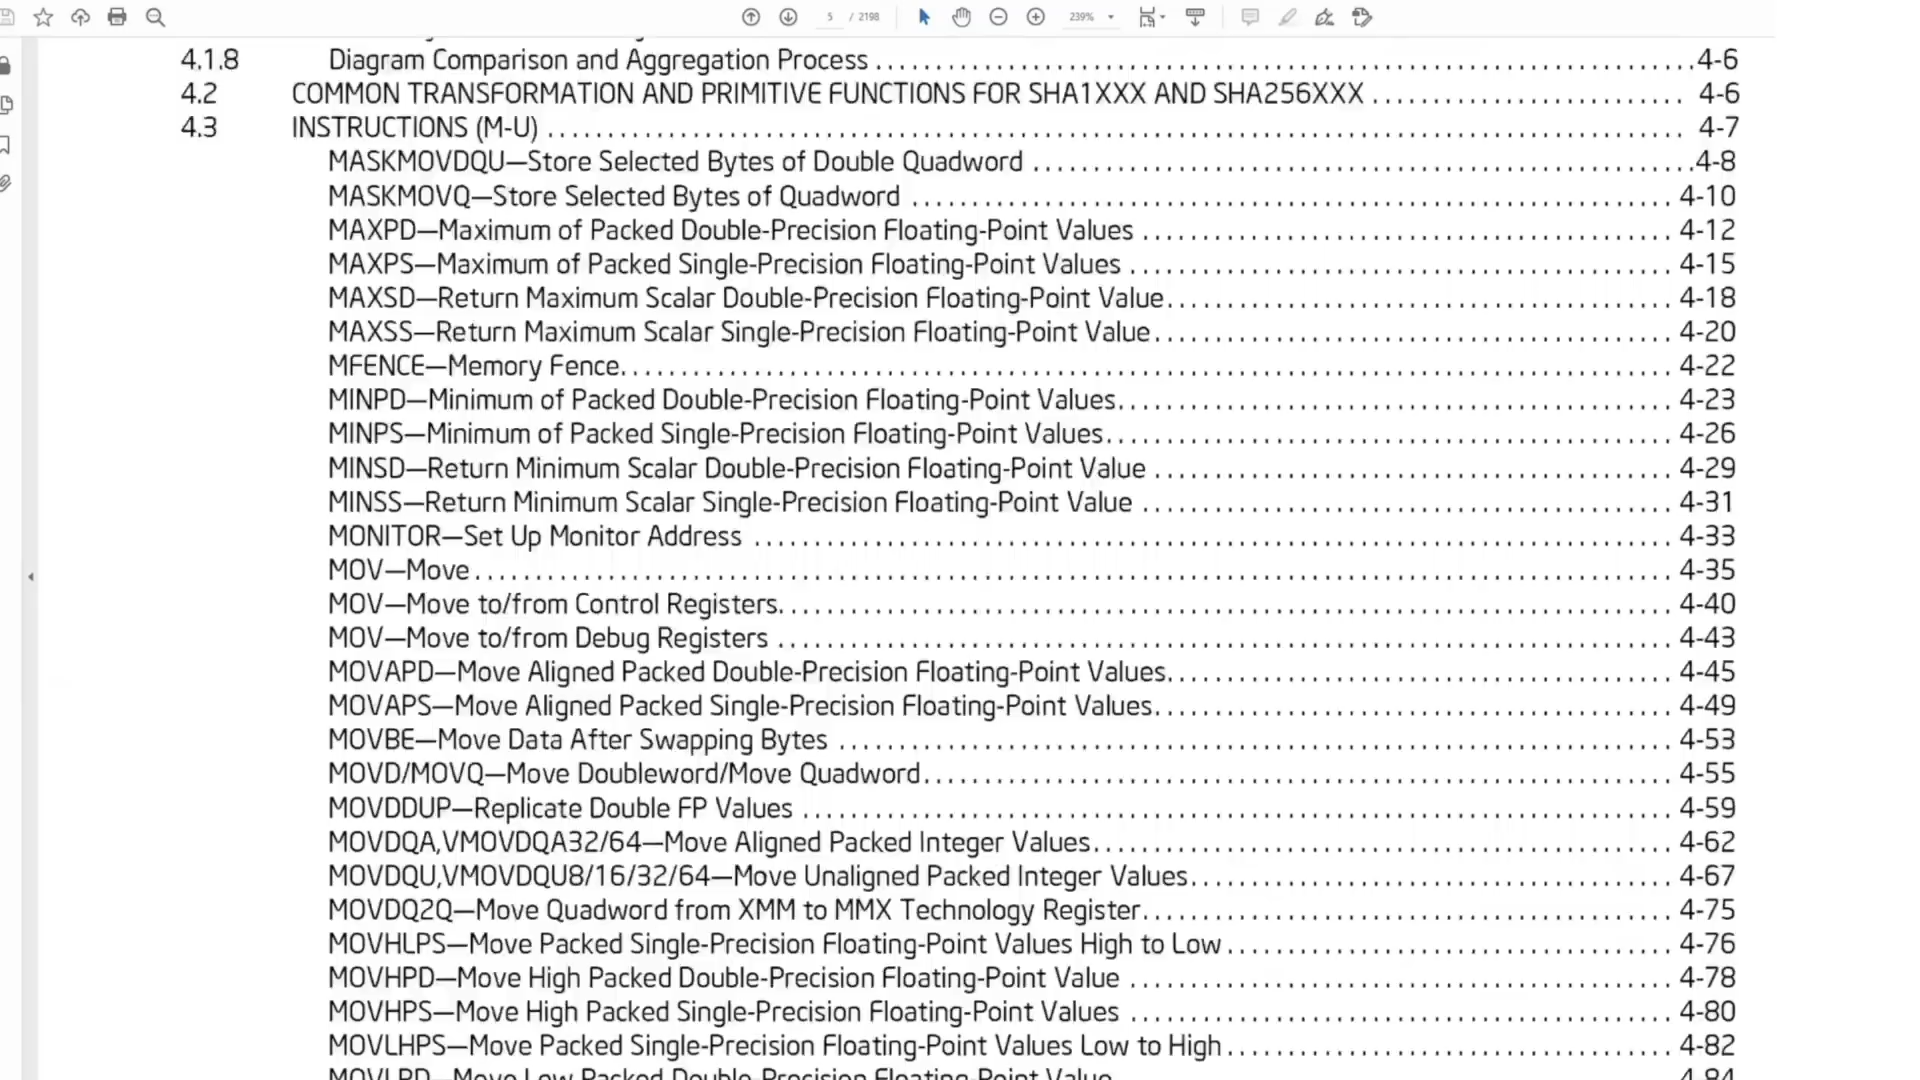 5 / 2198 239%
4.1.8 Diagram Comparison and Aggregation Process . . . . . . . . . . . . . . . . . . . . 4-6
4.2 COMMON TRANSFORMATION AND PRIMITIVE FUNCTIONS FOR SHA1XXX AND SHA256XXX . . . . . . . . . . 4-6
4.3 INSTRUCTIONS (M-U) . . . . . . . . . . . . . . . . . . . . 4-7
MASKMOVDQU—Store Selected Bytes of Double Quadword . . . . . . . . . . 4-8
MASKMOVQ—Store Selected Bytes of Quadword . . . . . . . . . . 4-10
MAXPD—Maximum of Packed Double-Precision Floating-Point Values . . . . . . . . . . 4-12
MAXPS—Maximum of Packed Single-Precision Floating-Point Values . . . . . . . . . . 4-15
MAXSD—Return Maximum Scalar Double-Precision Floating-Point Value . . . . . . . . . . 4-18
MAXSS—Return Maximum Scalar Single-Precision Floating-Point Value . . . . . . . . . . 4-20
MFENCE—Memory Fence . . . . . . . . . . 4-22
MINPD—Minimum of Packed Double-Precision Floating-Point Values . . . . . . . . . . 4-23
MINPS—Minimum of Packed Single-Precision Floating-Point Values . . . . . . . . . . 4-26
MINSD—Return Minimum Scalar Double-Precision Floating-Point Value . . . . . . . . . . 4-29
MINSS—Return Minimum Scalar Single-Precision Floating-Point Value . . . . . . . . . . 4-31
MONITOR—Set Up Monitor Address . . . . . . . . . . 4-33
MOV—Move . . . . . . . . . . 4-35
MOV—Move to/from Control Registers . . . . . . . . . . 4-40
MOV—Move to/from Debug Registers . . . . . . . . . . 4-43
MOVAPD—Move Aligned Packed Double-Precision Floating-Point Values . . . . . . . . . . 4-45
MOVAPS—Move Aligned Packed Single-Precision Floating-Point Values . . . . . . . . . . 4-49
MOVBE—Move Data After Swapping Bytes . . . . . . . . . . 4-53
MOVD/MOVQ—Move Doubleword/Move Quadword . . . . . . . . . . 4-55
MOVDDUP—Replicate Double FP Values . . . . . . . . . . 4-59
MOVDQA,VMOVDQA32/64—Move Aligned Packed Integer Values . . . . . . . . . . 4-62
MOVDQU,VMOVDQU8/16/32/64—Move Unaligned Packed Integer Values . . . . . . . . . . 4-67
MOVDQ2Q—Move Quadword from XMM to MMX Technology Register . . . . . . . . . . 4-75
MOVHLPS—Move Packed Single-Precision Floating-Point Values High to Low . . . . . . . . . . 4-76
MOVHPD—Move High Packed Double-Precision Floating-Point Value . . . . . . . . . . 4-78
MOVHPS—Move High Packed Single-Precision Floating-Point Values . . . . . . . . . . 4-80
MOVLHPS—Move Packed Single-Precision Floating-Point Values Low to High . . . . . . . . . . 4-82
MOVLPD—Move Low Packed Double-Precision Floating-Point Value . . . . . . . . . . 4-84